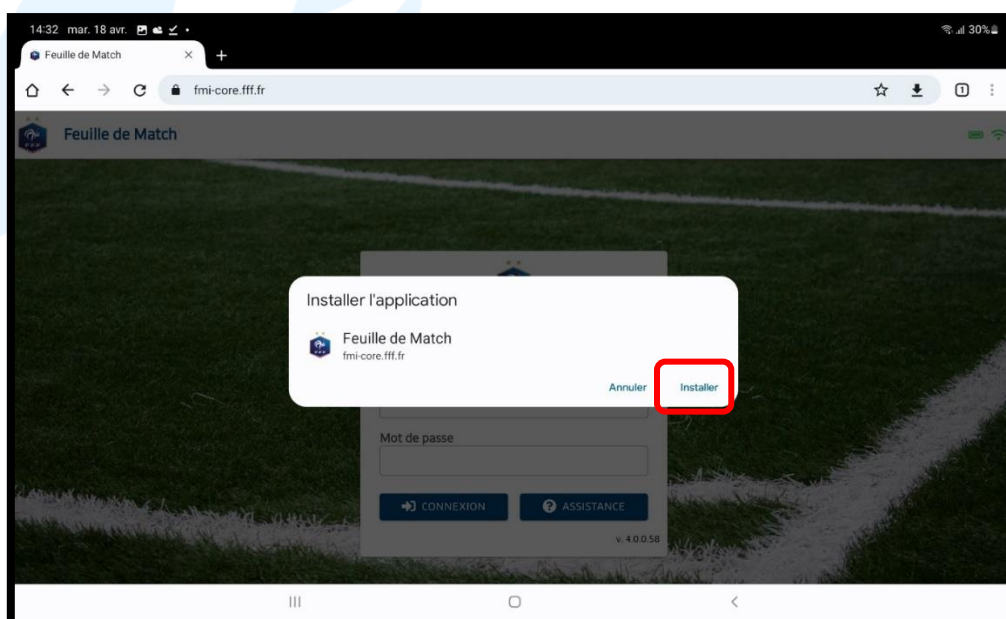 14:32 mar. 18 avr.
30%
Feuille de Match
fmi-core.fff.fr
1
Feuille de Match
Installer l'application
Feuille de Match
fmi-core.fff.fr
Annuler
Installer
Mot de passe
CONNEXION
? ASSISTANCE
v. 4.0.0.58